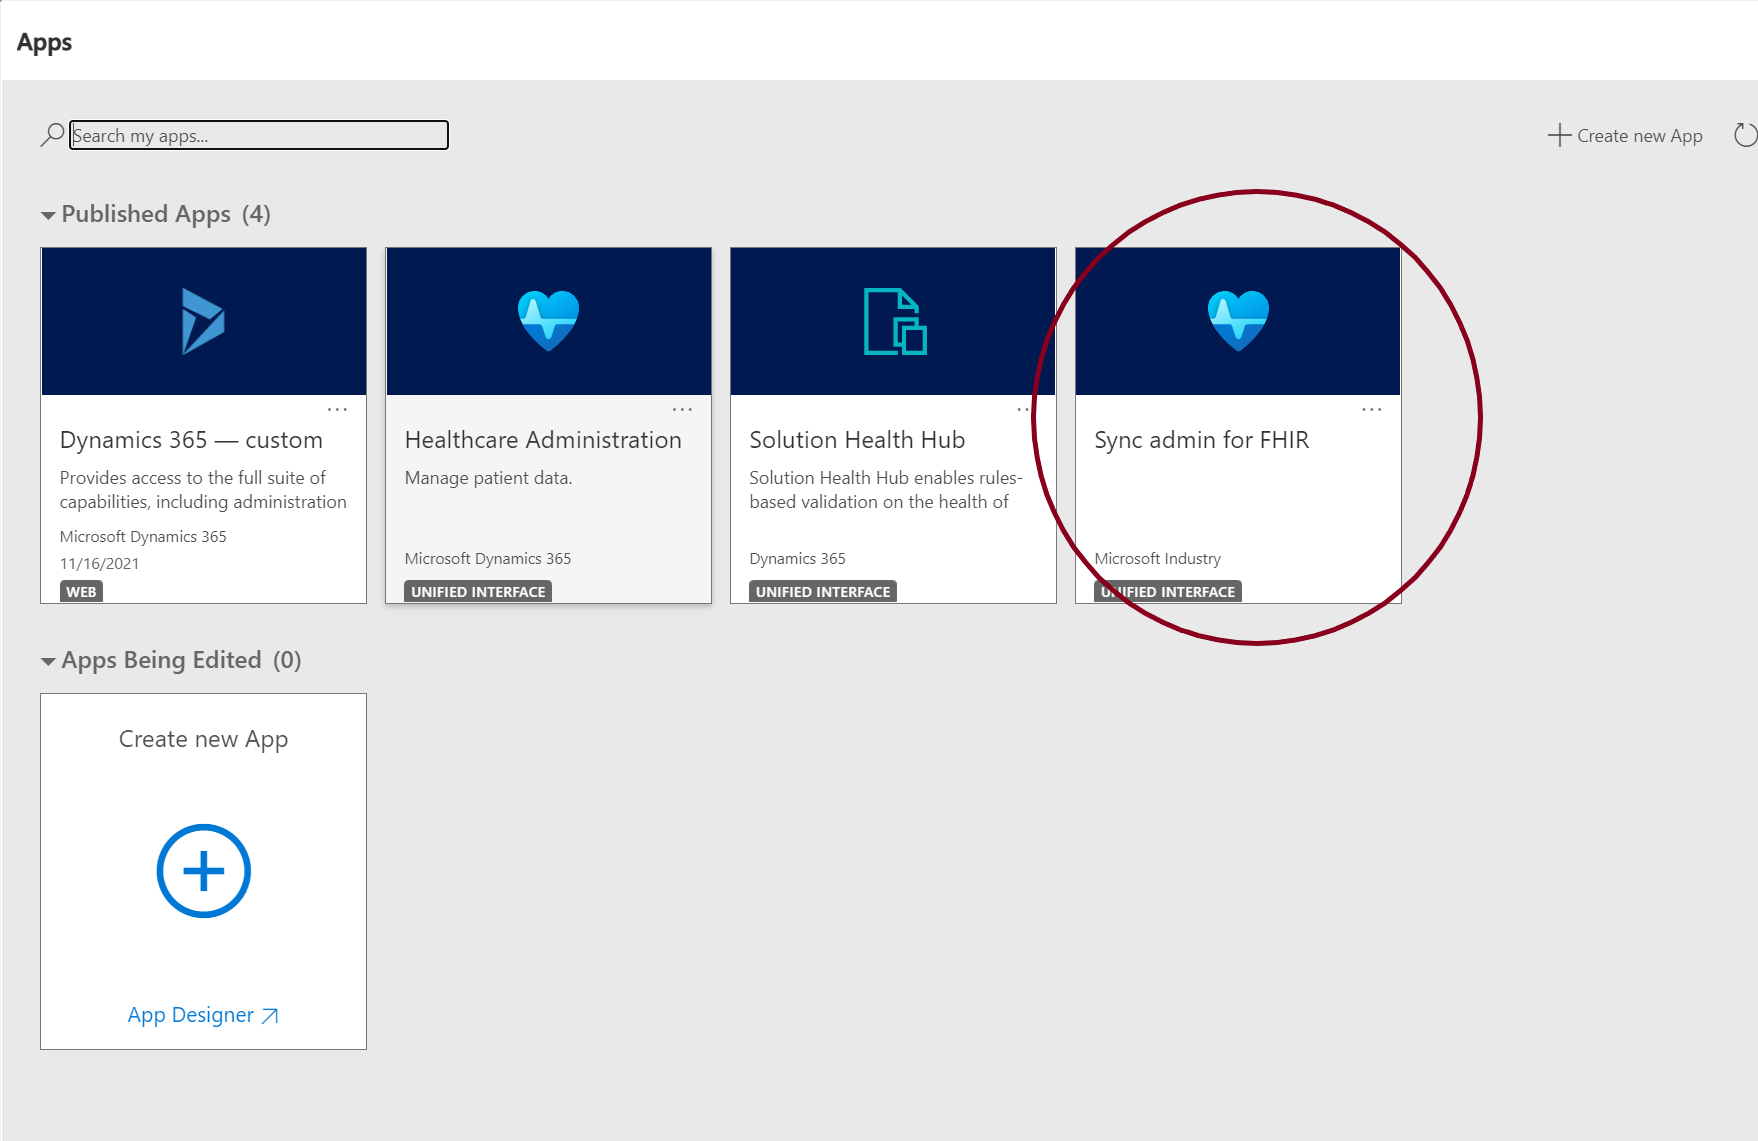 Apps
Search my apps...
Create new App
Published Apps (4)
Dynamics 365 — custom
Provides access to the full suite of
capabilities, including administration
Microsoft Dynamics 365
11/16/2021
WEB
Healthcare Administration
Manage patient data.
Microsoft Dynamics 365
UNIFIED INTERFACE
Solution Health Hub
Solution Health Hub enables rules-
based validation on the health of
Dynamics 365
UNIFIED INTERFACE
Sync admin for FHIR
Microsoft Industry
UNIFIED INTERFACE
Apps Being Edited (0)
Create new App
App Designer